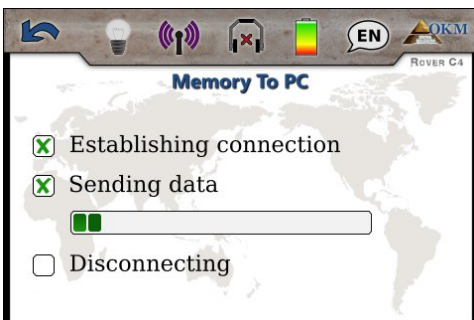 EN
OKM
ROVER C4
Memory To PC
Establishing connection
Sending data
Disconnecting